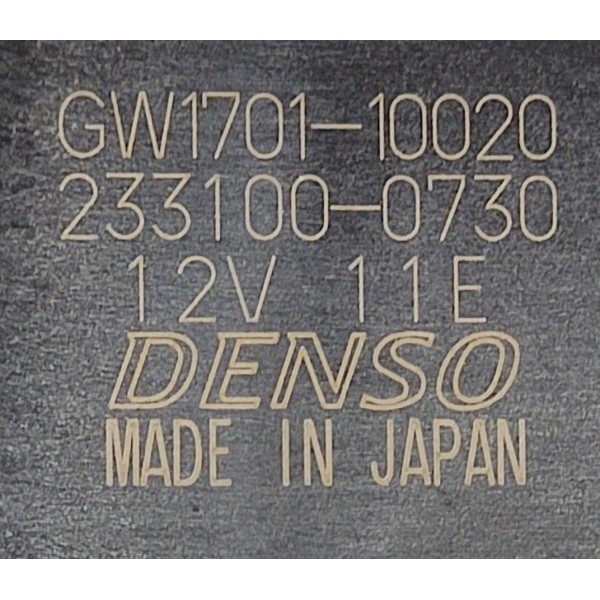 GW1701-10020
233100-0730
12V 11E
DENSO
MADE IN JAPAN